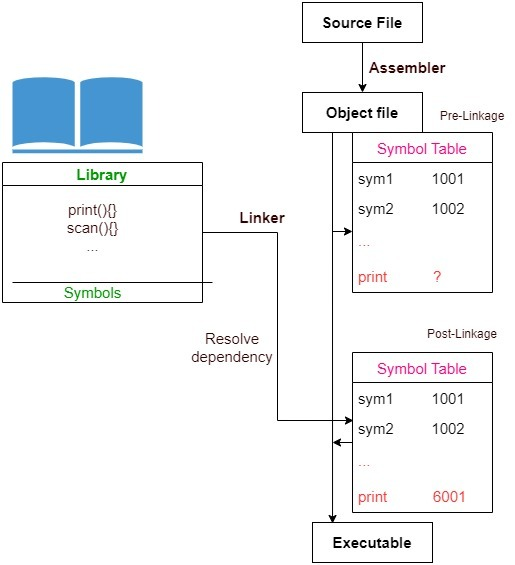 Source File
Assembler
Object file
Pre-Linkage
Symbol Table
sym1 1001
sym2 1002
...
print ?
Library
print(){}
scan(){}
...
Symbols
Linker
Resolve
dependency
Post-Linkage
Symbol Table
sym1 1001
sym2 1002
...
print 6001
Executable